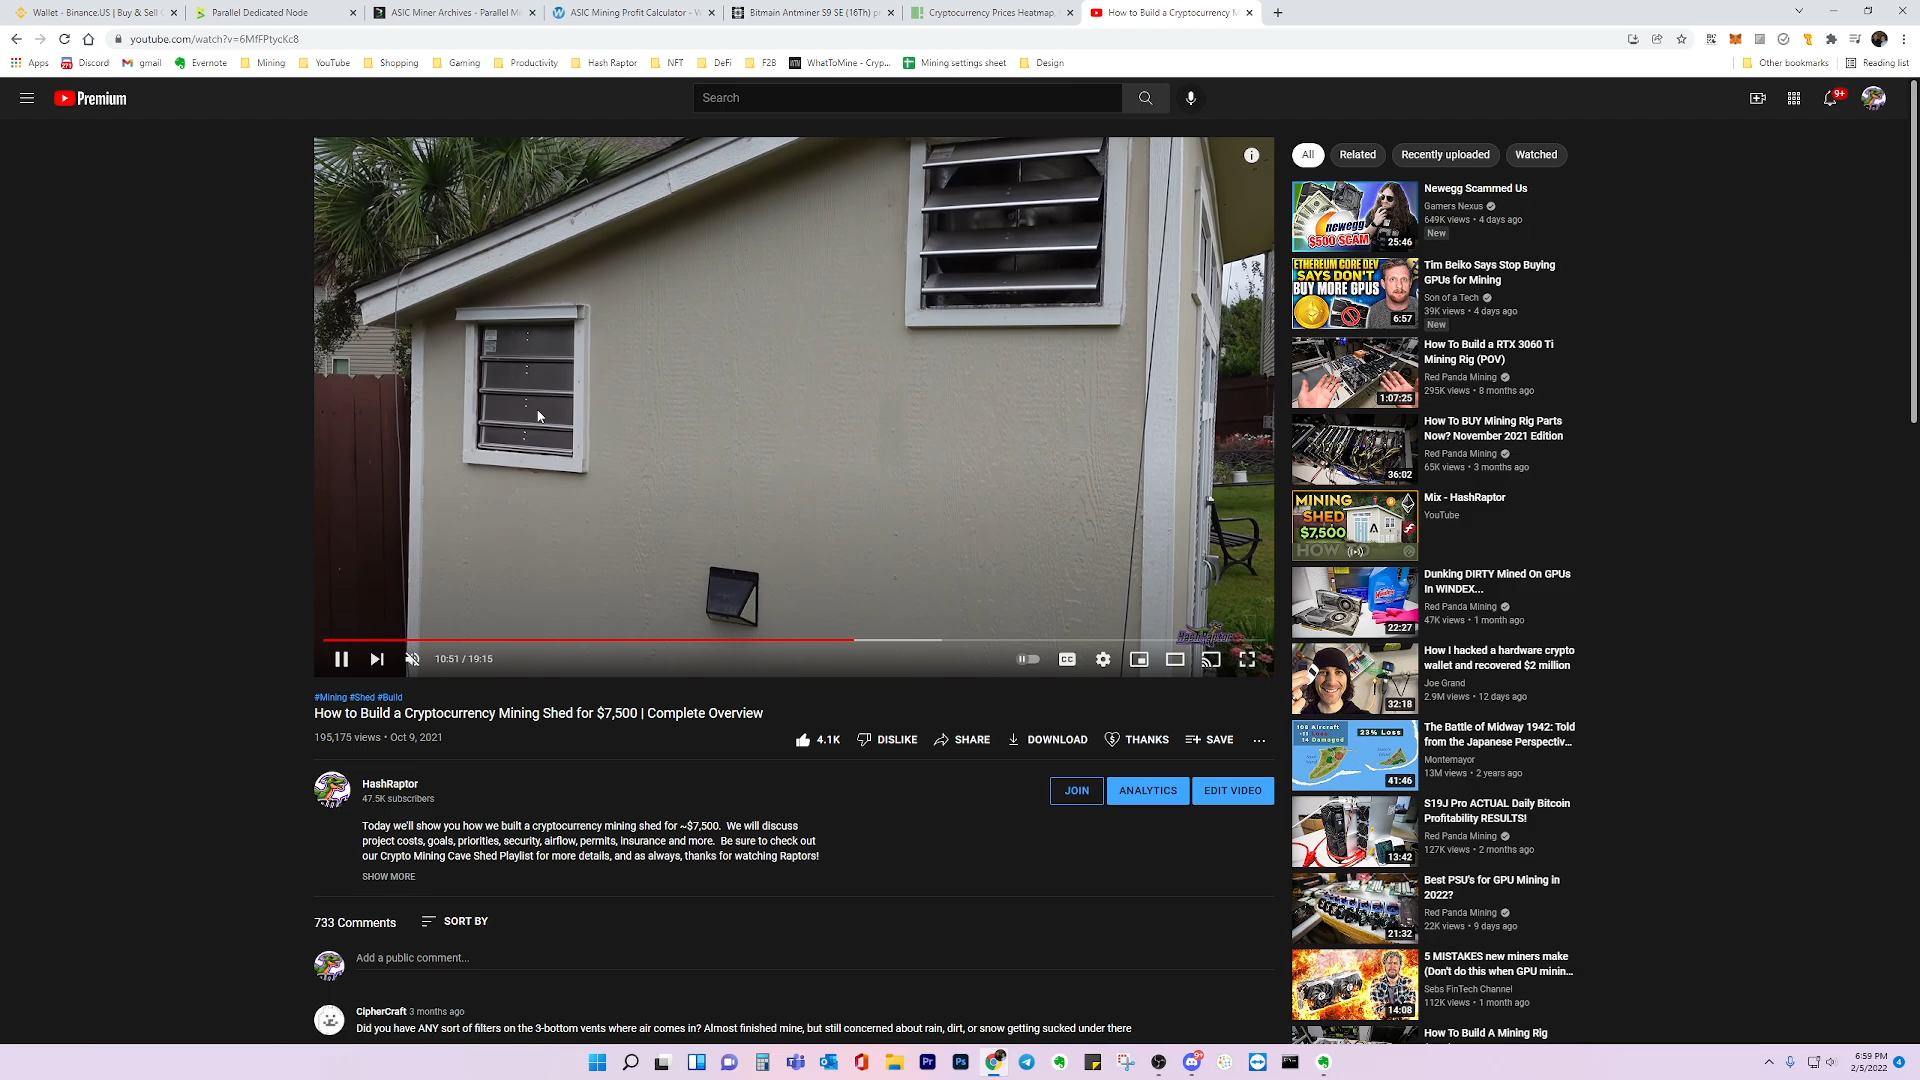 Wallet - Binance.US | Buy & Sell C
Parallel Dedicated Node
ASIC Miner Archives - Parallel Mi
ASIC Mining Profit Calculator - W
Bitmain Antminer S9 SE (16Th) pr
Cryptocurrency Prices Heatmap,
How to Build a Cryptocurrency M
youtube.com/watch?v=6MfFPtycKc8
Apps
Discord
gmail
Evernote
Mining
YouTube
Shopping
Gaming
Productivity
Hash Raptor
NFT
DeFi
F2B
WhatToMine - Cryp...
Mining settings sheet
Design
Other bookmarks
Reading list
Premium
Search
9+
All
Related
Recently uploaded
Watched
HashRaptor
10:51 / 19:15
CC
#Mining #Shed #Build
How to Build a Cryptocurrency Mining Shed for $7,500 | Complete Overview
195,175 views • Oct 9, 2021
4.1K
DISLIKE
SHARE
DOWNLOAD
THANKS
SAVE
HashRaptor
47.5K subscribers
JOIN
ANALYTICS
EDIT VIDEO
Today we'll show you how we built a cryptocurrency mining shed for ~$7,500. We will discuss
project costs, goals, priorities, security, airflow, permits, insurance and more. Be sure to check out
our Crypto Mining Cave Shed Playlist for more details, and as always, thanks for watching Raptors!
SHOW MORE
733 Comments
SORT BY
Add a public comment...
CipherCraft 3 months ago
Did you have ANY sort of filters on the 3-bottom vents where air comes in? Almost finished mine, but still concerned about rain, dirt, or snow getting sucked under there
newegg
$500 SCAM
25:46
Newegg Scammed Us
Gamers Nexus
649K views • 4 days ago
New
ETHEREUM CORE DEV
SAYS DON'T
BUY MORE GPUS
6:57
Tim Beiko Says Stop Buying
GPUs for Mining
Son of a Tech
39K views • 4 days ago
New
1:07:25
How To Build a RTX 3060 Ti
Mining Rig (POV)
Red Panda Mining
295K views • 8 months ago
36:02
How To BUY Mining Rig Parts
Now? November 2021 Edition
Red Panda Mining
65K views • 3 months ago
MINING
SHED
$7,500
HOW
Mix - HashRaptor
YouTube
22:27
Dunking DIRTY Mined On GPUs
In WINDEX...
Red Panda Mining
47K views • 1 month ago
32:18
How I hacked a hardware crypto
wallet and recovered $2 million
Joe Grand
2.9M views • 12 days ago
108 Aircraft
23% Loss
41:46
The Battle of Midway 1942: Told
from the Japanese Perspectiv...
Montemayor
13M views • 2 years ago
13:42
S19J Pro ACTUAL Daily Bitcoin
Profitability RESULTS!
Red Panda Mining
127K views • 2 months ago
21:32
Best PSU's for GPU Mining in
2022?
Red Panda Mining
22K views • 9 days ago
14:08
5 MISTAKES new miners make
(Don't do this when GPU minin...
Sebs FinTech Channel
112K views • 1 month ago
How To Build A Mining Rig
6:59 PM
2/5/2022
4